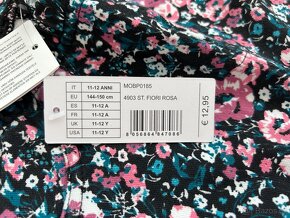 IT 11-12 ANNI
EU 144-150 cm
ES 11-12 A
FR 11-12 A
UK 11-12 Y
USA 11-12 Y
MOBP0185
4903 ST. FIORI ROSA
8 056864 847086
€ 12,95